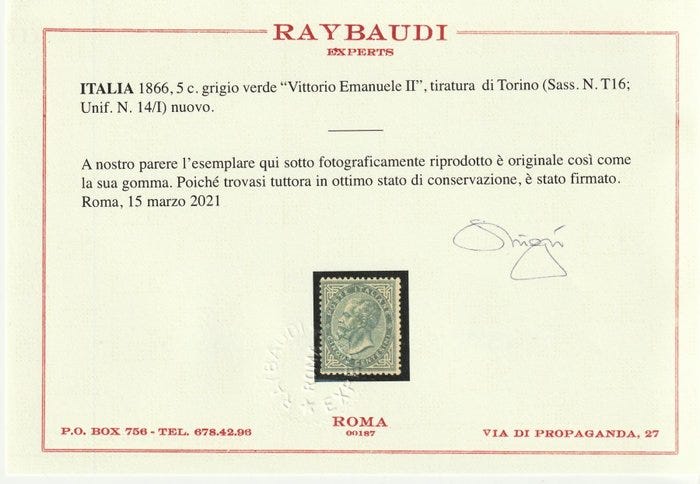 RAYBAUDI
EXPERTS
ITALIA 1866, 5 c. grigio verde “Vittorio Emanuele II”, tiratura di Torino (Sass. N. T16;
Unif. N. 14/I) nuovo.
A nostro parere l’esemplare qui sotto fotograficamente riprodotto è originale così come
la sua gomma. Poiché trovasi tuttora in ottimo stato di conservazione, è stato firmato.
Roma, 15 marzo 2021
POSTE ITALIANE
CINQUE CENTESIMI
RAYBAUDI
ROMA
EXPERTS
ROMA
00187
P.O. BOX 756 - TEL. 678.42.96
VIA DI PROPAGANDA, 27